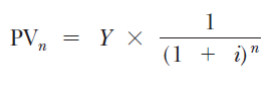 PVₙ = Y × 1 / (1 + i)ⁿ